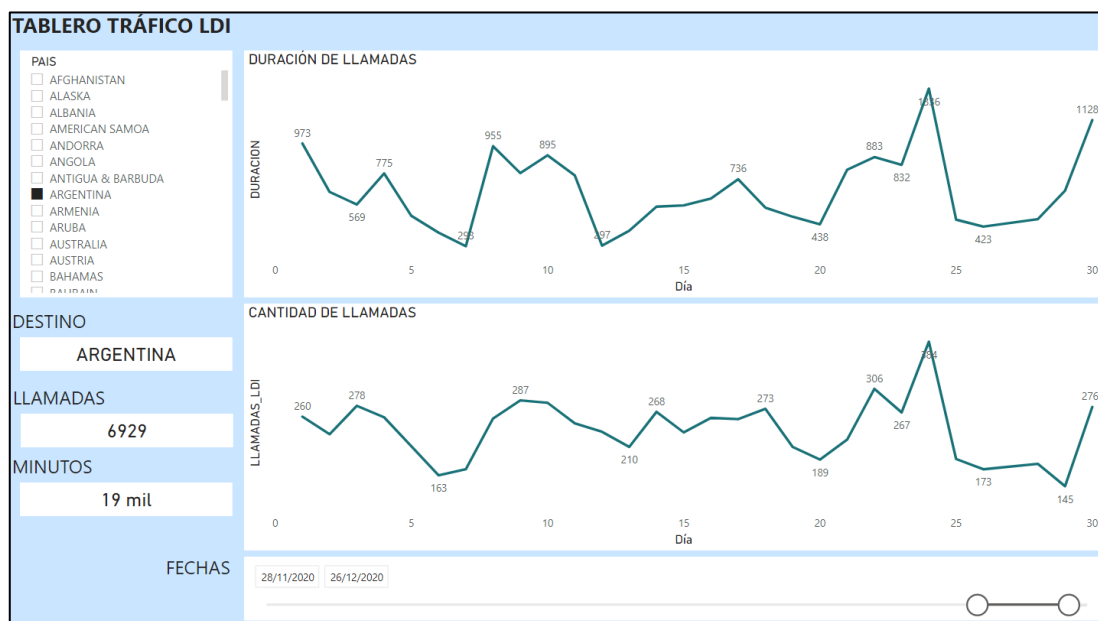 TABLERO TRÁFICO LDI
PAIS
AFGHANISTAN
ALASKA
ALBANIA
AMERICAN SAMOA
ANDORRA
ANGOLA
ANTIGUA & BARBUDA
ARGENTINA
ARMENIA
ARUBA
AUSTRALIA
AUSTRIA
BAHAMAS
BAHRAIN
DESTINO
ARGENTINA
LLAMADAS
6929
MINUTOS
19 mil
DURACIÓN DE LLAMADAS
DURACION
973
569
775
293
955
895
297
736
438
883
832
1336
423
1128
0 5 10 15 20 25 30
Día
CANTIDAD DE LLAMADAS
LLAMADAS_LDI
260
278
163
287
210
268
273
189
306
267
384
173
145
276
0 5 10 15 20 25 30
Día
FECHAS
28/11/2020 26/12/2020